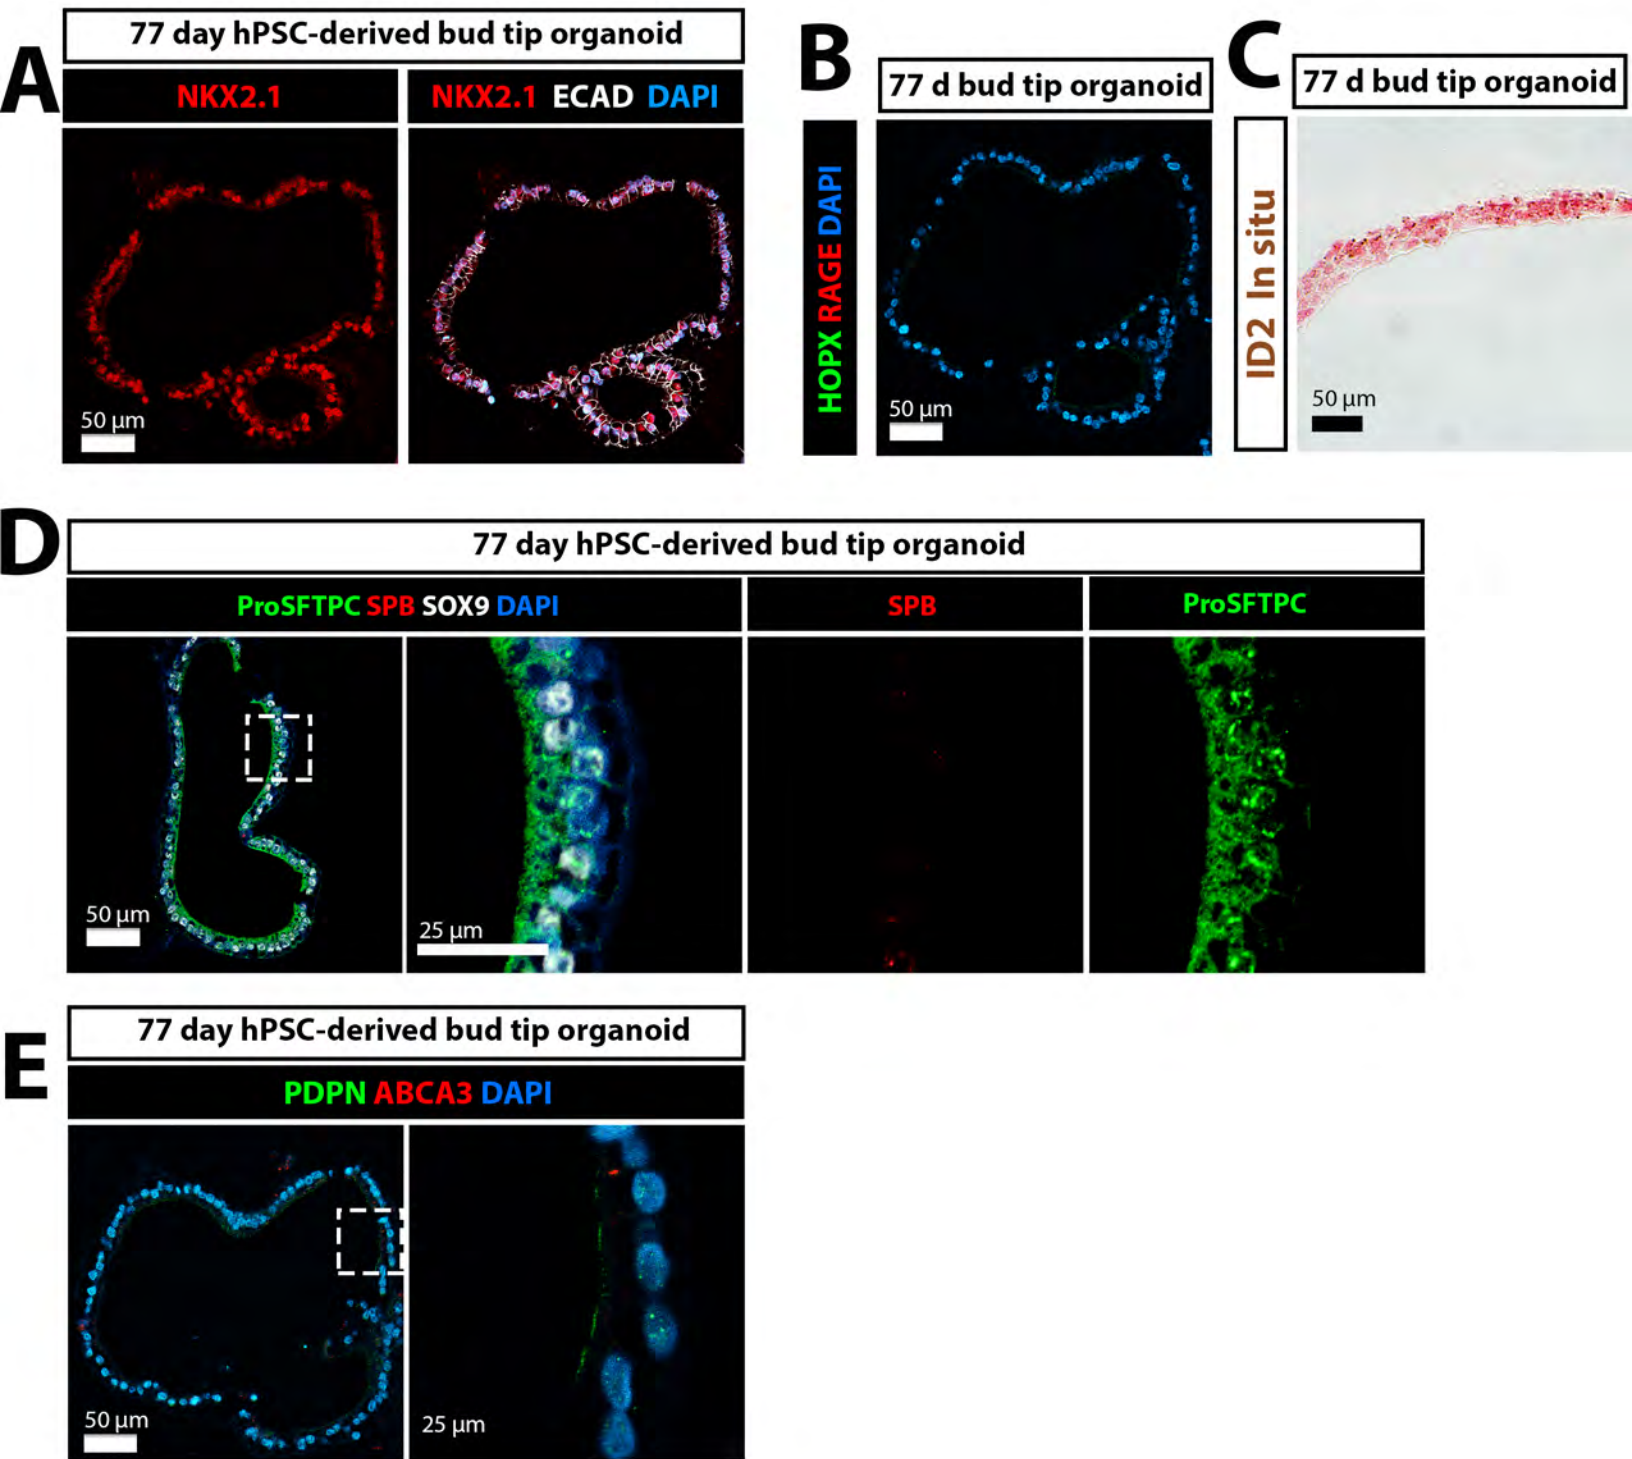 A
77 day hPSC-derived bud tip organoid
NKX2.1
NKX2.1 ECAD DAPI
50 µm
B
77 d bud tip organoid
HOPX RAGE DAPI
50 µm
C
77 d bud tip organoid
ID2 In situ
50 µm
D
77 day hPSC-derived bud tip organoid
ProSFTPC SPB SOX9 DAPI
SPB
ProSFTPC
50 µm
25 µm
E
77 day hPSC-derived bud tip organoid
PDPN ABCA3 DAPI
50 µm
25 µm